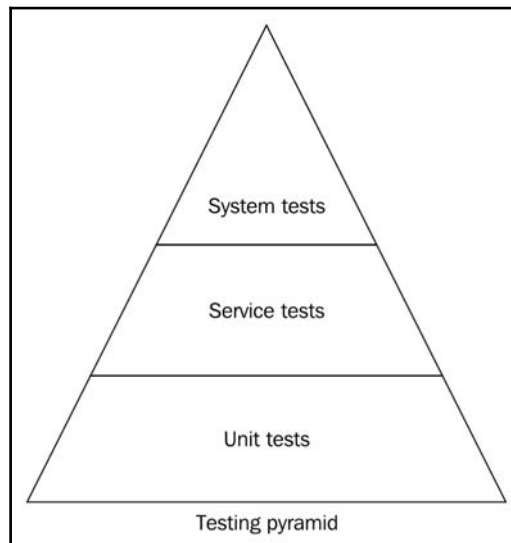 System tests
Service tests
Unit tests
Testing pyramid